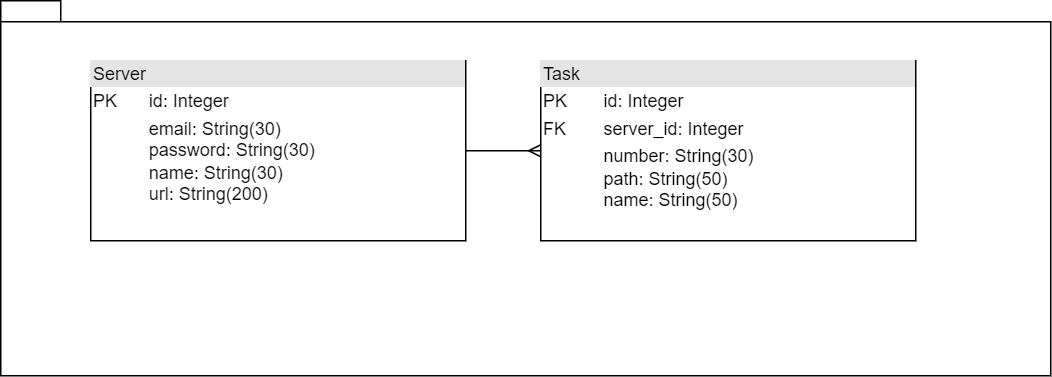 Server
PK id: Integer
email: String(30)
password: String(30)
name: String(30)
url: String(200)
Task
PK id: Integer
FK server_id: Integer
number: String(30)
path: String(50)
name: String(50)